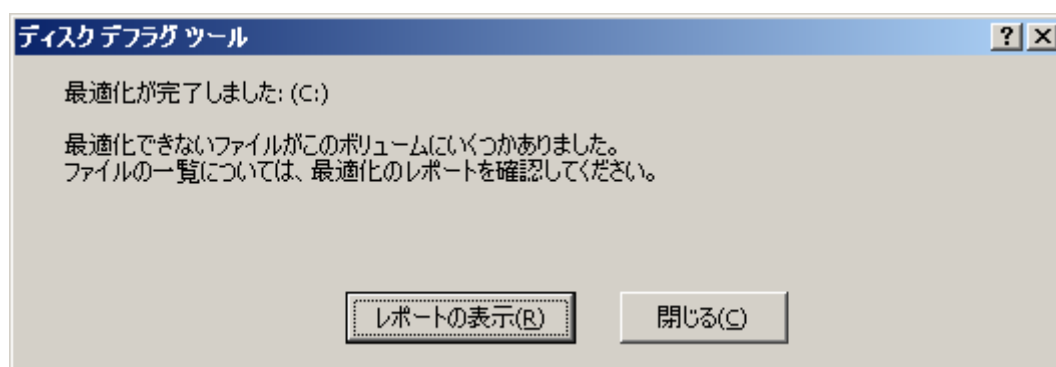 ディスク デフラグ ツール
最適化が完了しました: (C:)
最適化できないファイルがこのボリュームにいくつかありました。
ファイルの一覧については、最適化のレポートを確認してください。
レポートの表示(R) 閉じる(C)